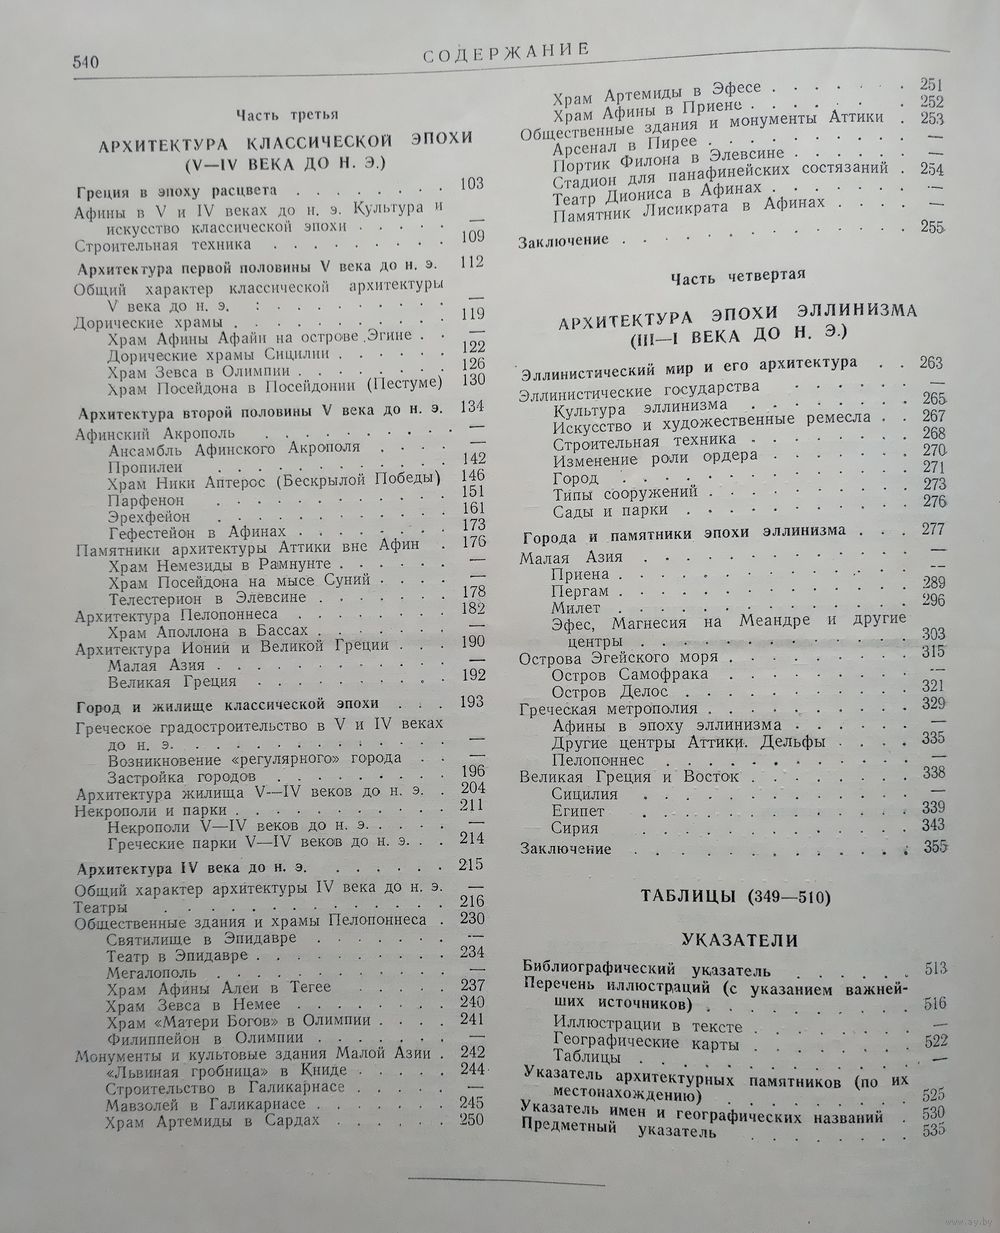 540
СОДЕРЖАНИЕ
Часть третья
АРХИТЕКТУРА КЛАССИЧЕСКОЙ ЭПОХИ
(V—IV ВЕКА ДО Н. Э.)
Греция в эпоху расцвета . . . . . . . . 103
Афины в V и IV веках до н. э. Культура и
искусство классической эпохи . . . . . —
Строительная техника . . . . . . . . . 109
Архитектура первой половины V века до н. э. 112
Общий характер классической архитектуры
V века до н. э. : . . . . . . . . —
Дорические храмы . . . . . . . . . . 119
Храм Афины Афайи на острове Эгине . . —
Дорические храмы Сицилии . . . . . . 122
Храм Зевса в Олимпии . . . . . . . . 126
Храм Посейдона в Посейдонии (Пестуме) 130
Архитектура второй половины V века до н. э. 134
Афинский Акрополь . . . . . . . . . . —
Ансамбль Афинского Акрополя . . . . —
Пропилеи . . . . . . . . . . . . 142
Храм Ники Аптерос (Бескрылой Победы) 146
Парфенон . . . . . . . . . . . 151
Эрехфейон . . . . . . . . . . . 161
Гефестейон в Афинах . . . . . . . . 173
Памятники архитектуры Аттики вне Афин . 176
Храм Немезиды в Рамнунте . . . . . . —
Храм Посейдона на мысе Суний . . . . —
Телестерион в Элевсине . . . . . . . 178
Архитектура Пелопоннеса . . . . . . . 182
Храм Аполлона в Бассах . . . . . . . —
Архитектура Ионии и Великой Греции . . . 190
Малая Азия . . . . . . . . . . . —
Великая Греция . . . . . . . . . 192
Город и жилище классической эпохи . . . 193
Греческое градостроительство в V и IV веках
до н. э. . . . . . . . . . . . . —
Возникновение «регулярного» города . . —
Застройка городов . . . . . . . . . 196
Архитектура жилища V—IV веков до н. э. . 204
Некрополи и парки . . . . . . . . . . 211
Некрополи V—IV веков до н. э. . . . . —
Греческие парки V—IV веков до н. э. . . 214
Архитектура IV века до н. э. . . . . . . 215
Общий характер архитектуры IV века до н. э. —
Театры . . . . . . . . . . . . . 216
Общественные здания и храмы Пелопоннеса . 230
Святилище в Эпидавре . . . . . . . —
Театр в Эпидавре . . . . . . . . . 234
Мегалополь . . . . . . . . . . . —
Храм Афины Алеи в Тегее . . . . . 237
Храм Зевса в Немее . . . . . . . . 240
Храм «Матери Богов» в Олимпии . . . . 241
Филиппейон в Олимпии . . . . . . . —
Монументы и культовые здания Малой Азии . 242
«Львиная гробница» в Книде . . . . . 244
Строительство в Галикарнасе . . . . . —
Мавзолей в Галикарнасе . . . . . . . 245
Храм Артемиды в Сардах . . . . . . 250
Храм Артемиды в Эфесе . . . . . . . 251
Храм Афины в Приене . . . . . . . . 252
Общественные здания и монументы Аттики . 253
Арсенал в Пирее . . . . . . . . . —
Портик Филона в Элевсине . . . . . . —
Стадион для панафинейских состязаний . 254
Театр Диониса в Афинах . . . . . . . —
Памятник Лисикрата в Афинах . . . . —
Заключение . . . . . . . . . . . . . 255
Часть четвертая
АРХИТЕКТУРА ЭПОХИ ЭЛЛИНИЗМА
(III—I ВЕКА ДО Н. Э.)
Эллинистический мир и его архитектура . . 263
Эллинистические государства . . . . . . —
Культура эллинизма . . . . . . . . 265
Искусство и художественные ремесла . . 267
Строительная техника . . . . . . . . 268
Изменение роли ордера . . . . . . . 270
Город . . . . . . . . . . . . . 271
Типы сооружений . . . . . . . . . 273
Сады и парки . . . . . . . . . . 276
Города и памятники эпохи эллинизма . . . 277
Малая Азия . . . . . . . . . . . . —
Приена . . . . . . . . . . . . . —
Пергам . . . . . . . . . . . . . 289
Милет . . . . . . . . . . . . . 296
Эфес, Магнесия на Меандре и другие
центры . . . . . . . . . . . . 303
Острова Эгейского моря . . . . . . . . 315
Остров Самофрака . . . . . . . . . —
Остров Делос . . . . . . . . . . 321
Греческая метрополия . . . . . . . . . 329
Афины в эпоху эллинизма . . . . . . —
Другие центры Аттики. Дельфы . . . . 335
Пелопоннес . . . . . . . . . . . —
Великая Греция и Восток . . . . . . . 338
Сицилия . . . . . . . . . . . . —
Египет . . . . . . . . . . . . 339
Сирия . . . . . . . . . . . . 343
Заключение . . . . . . . . . . . . . 355
ТАБЛИЦЫ (349—510)
УКАЗАТЕЛИ
Библиографический указатель . . . . . . 513
Перечень иллюстраций (с указанием важней-
ших источников) . . . . . . . . . . 516
Иллюстрации в тексте . . . . . . . . —
Географические карты . . . . . . . . 522
Таблицы . . . . . . . . . . . . —
Указатель архитектурных памятников (по их
местонахождению) . . . . . . . . . 525
Указатель имен и географических названий . 530
Предметный указатель . . . . . . . . 535
www.ay.by